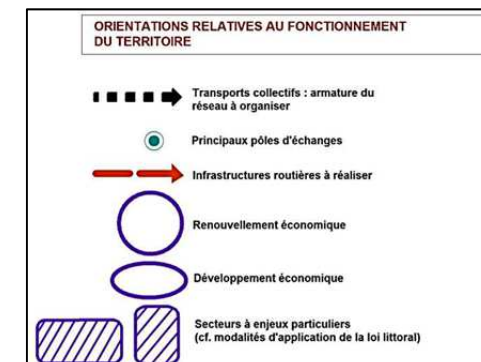 ORIENTATIONS RELATIVES AU FONCTIONNEMENT
DU TERRITOIRE
Transports collectifs : armature du
réseau à organiser
Principaux pôles d'échanges
Infrastructures routières à réaliser
Renouvellement économique
Développement économique
Secteurs à enjeux particuliers
(cf. modalités d'application de la loi littoral)